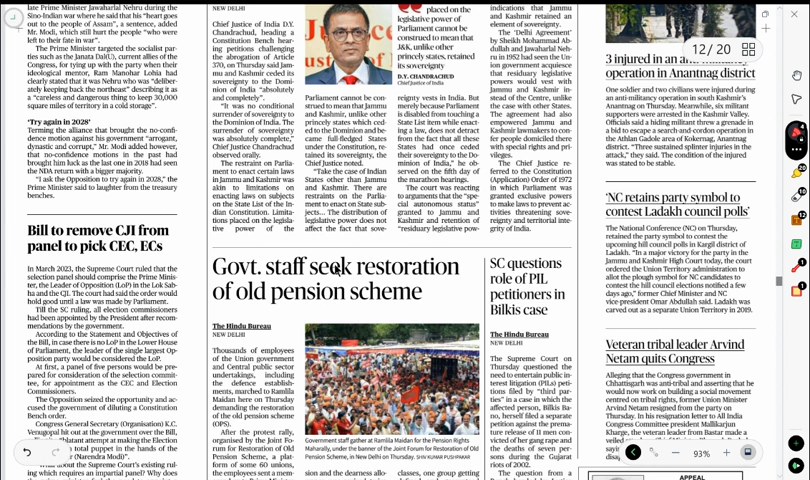 late Prime Minister Jawaharlal Nehru during the
Sino-Indian war where he said that his "heart goes
out to the people of Assam", a sentence, added
Mr. Modi, which still hurt the people "who were
left to their fate in war".
The Prime Minister targeted the socialist par-
ties such as the Janata Dal(U), current allies of the
Congress, for tying up with the party when their
ideological mentor, Ram Manohar Lohia had
clearly stated that it was Nehru who was "deliber-
ately keeping back the northeast" describing it as
a "careless and dangerous thing to keep 30,000
square miles of territory in a cold storage".
'Try again in 2028'
Terming the alliance that brought the no-confi-
dence motion against his government "arrogant,
dynastic and corrupt," Mr. Modi added however,
that no-confidence motions in the past had
brought him luck as the last one in 2018 had seen
the NDA return with a bigger majority.
"I ask the Opposition to try again in 2028," the
Prime Minister said to laughter from the treasury
benches.
Bill to remove CJI from
panel to pick CEC, ECs
In March 2023, the Supreme Court ruled that the
selection panel should comprise the Prime Minis-
ter, the Leader of Opposition (LoP) in the Lok Sab-
ha and the CJI. The court had said the order would
hold good until a law was made by Parliament.
Till the SC ruling, all election commissioners
had been appointed by the President after recom-
mendations by the government.
According to the Statement and Objectives of
the Bill, in case there is no LoP in the Lower House
of Parliament, the leader of the single largest Op-
position party would be considered the LoP.
At first, a panel of five persons would be pre-
pared for consideration of the selection commit-
tee, for appointment as the CEC and Election
Commissioners.
The Opposition seized the opportunity and ac-
cused the government of diluting a Constitution
Bench order.
Congress General Secretary (Organisation) K.C.
Venugopal hit out at the government over the Bill,
blatant attempt at making the Election
total puppet in the hands of the
(Narendra Modi)".
about the Supreme Court's existing rul-
ing which requires an impartial panel? Why does
NEW DELHI
Chief Justice of India D.Y.
Chandrachud, heading a
Constitution Bench hear-
ing petitions challenging
the abrogation of Article
370, on Thursday said Jam-
mu and Kashmir ceded its
sovereignty to the Domi-
nion of India "absolutely
and completely".
"It was no conditional
surrender of sovereignty to
the Dominion of India. The
surrender of sovereignty
was absolutely complete,"
Chief Justice Chandrachud
observed orally.
The restraint on Parlia-
ment to enact certain laws
in Jammu and Kashmir was
akin to limitations on
enacting laws on subjects
on the State List of the In-
dian Constitution. Limita-
tions placed on the legisla-
tive power of the
Justice
Parliament cannot be con-
strued to mean that Jammu
and Kashmir, unlike other
princely states which ced-
ed to the Dominion and be-
came full-fledged States
under the Constitution, re-
tained its sovereignty, the
Chief Justice noted.
"Take the case of Indian
States other than Jammu
and Kashmir. There are
restraints on the Parlia-
ment to enact on State sub-
jects... The distribution of
legislative power does not
affect the fact that sove-
placed on the
legislative power of
Parliament cannot be
construed to mean that
J&K, unlike other
princely states, retained
its sovereignty
D.Y. CHANDRACHUD
Chief Justice of India
reignty vests in India. But
merely because Parliament
is disabled from touching a
State List item while enact-
ing a law, does not detract
from the fact that all these
States had once ceded
their sovereignty to the Do-
minion of India," he ob-
served on the fifth day of
the marathon hearings.
The court was reacting
to arguments that the "spe-
cial autonomous status"
granted to Jammu and
Kashmir and retention of
"residuary legislative pow-
indications that Jammu
and Kashmir retained an
element of sovereignty.
The 'Delhi Agreement'
by Sheikh Mohammad Ab-
dullah and Jawaharlal Neh-
ru in 1952 had seen the Un-
ion government acquiesce
that residuary legislative
powers would vest with
Jammu and Kashmir in-
stead of the Centre, unlike
the case with other States.
The agreement had also
empowered Jammu and
Kashmir lawmakers to con-
fer people domiciled there
with special rights and pri-
vileges.
The Chief Justice re-
ferred to the Constitution
(Application) Order of 1972
in which Parliament was
granted exclusive powers
to make laws to prevent ac-
tivities threatening sove-
reignty and territorial inte-
grity of India.
Govt. staff seek restoration
of old pension scheme
The Hindu Bureau
NEW DELHI
Thousands of employees
of the Union government
and Central public sector
undertakings, including
the defence establish-
ments, marched to Ramlila
Maidan here on Thursday
demanding the restoration
of the old pension scheme
(OPS).
After the protest rally,
organised by the Joint Fo-
rum for Restoration of Old
Pension Scheme, a plat-
form of some 60 unions,
the employees sent a mem-
Government staff gather at Ramlila Maidan for the Pension Rights
Maharally, under the banner of the Joint Forum for Restoration of Old
Pension Scheme, in New Delhi on Thursday. SHIV KUMAR PUSHPAKAR
sion and the dearness allo-
classes, one group getting
SC questions
role of PIL
petitioners in
Bilkis case
The Hindu Bureau
NEW DELHI
The Supreme Court on
Thursday questioned the
need to entertain public in-
terest litigation (PILs) peti-
tions filed by "third par-
ties" in a case in which the
affected person, Bilkis Ba-
no, herself filed a separate
petition against the prema-
ture release of 11 men con-
victed of her gang rape and
the deaths of seven per-
sons during the Gujarat
riots of 2002.
The question from a
12 / 20
3 injured in an
operation in Anantnag district
One soldier and two civilians were injured during
an anti-militancy operation in south Kashmir's
Anantnag on Thursday. Meanwhile, six militant
supporters were arrested in the Kashmir Valley.
Officials said a hiding militant threw a grenade in
a bid to escape a search-and-cordon operation in
the Athlan Gadole area of Kokernag, Anantnag
district. "Three sustained splinter injuries in the
attack," they said. The condition of the injured
was stated to be stable.
'NC retains party symbol to
contest Ladakh council polls'
The National Conference (NC) on Thursday,
retained the party symbol to contest the
upcoming hill council polls in Kargil district of
Ladakh. "In a major victory for the party in the
Jammu and Kashmir High Court today, the court
ordered the Union Territory administration to
allot the plough symbol for NC candidates to
contest the hill council elections notified a few
days ago," former Chief Minister and NC
vice-president Omar Abdullah said. Ladakh was
carved out as a separate Union Territory in 2019.
Veteran tribal leader Arvind
Netam quits Congress
Alleging that the Congress government in
Chhattisgarh was anti-tribal and asserting that he
would now work on building a social movement
centred on tribal rights, former Union Minister
Arvind Netam resigned from the party on
Thursday. In his resignation letter to All India
Congress Committee president Mallikarjun
Kharge, the veteran leader from Bastar made a
93%
APPEAL